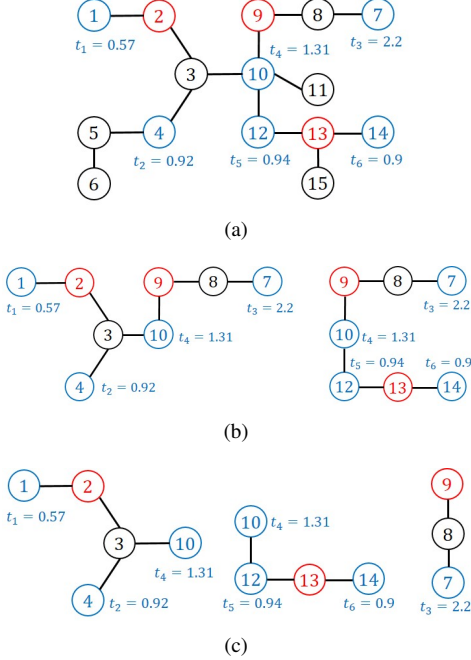 1 2 9 8 7
t₁ = 0.57 t₄ = 1.31 t₃ = 2.2
3 10 11
5 4 12 13 14
t₂ = 0.92 t₅ = 0.94 t₆ = 0.9
6 15
(a)
1 2 9 8 7 9 8 7
t₁ = 0.57 t₃ = 2.2 t₃ = 2.2
3 10 t₄ = 1.31 10 t₄ = 1.31
t₅ = 0.94 t₆ = 0.9
4 t₂ = 0.92 12 13 14
(b)
1 2 9
t₁ = 0.57 10 t₄ = 1.31
3 10 8
t₄ = 1.31
4 t₂ = 0.92 12 13 14 7
t₅ = 0.94 t₆ = 0.9 t₃ = 2.2
(c)